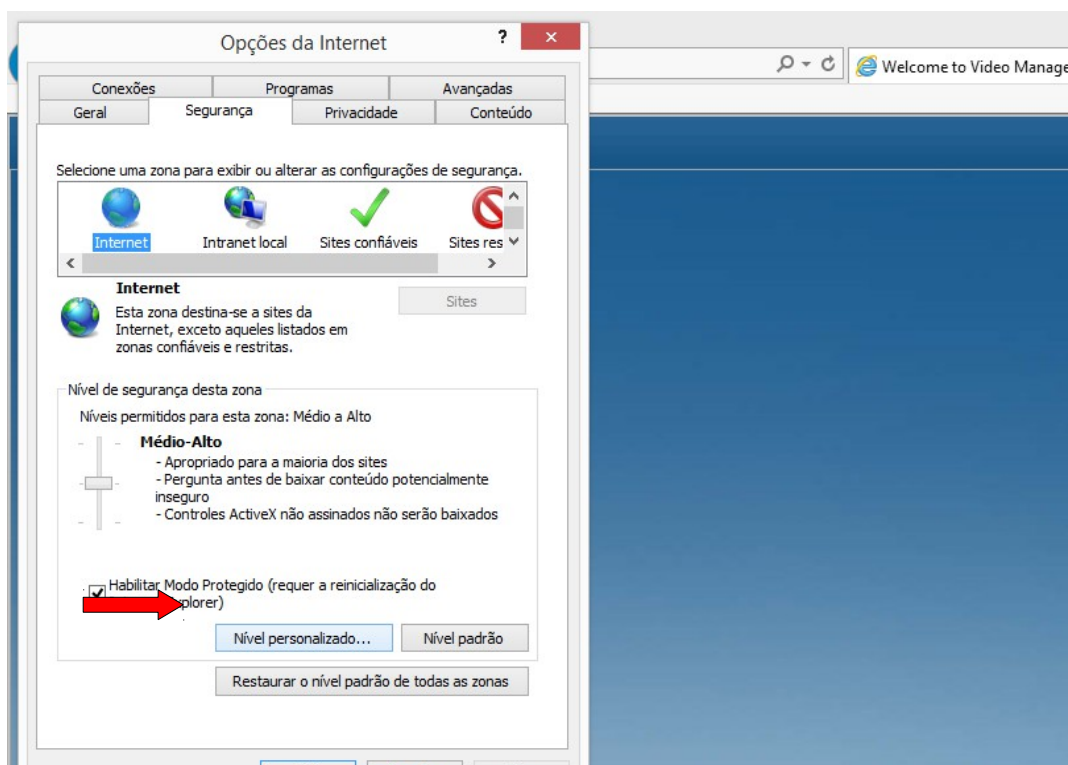 Opções da Internet
?
Welcome to Video Manage
Conexões
Programas
Avançadas
Geral
Segurança
Privacidade
Conteúdo
Selecione uma zona para exibir ou alterar as configurações de segurança.
Internet
Intranet local
Sites confiáveis
Sites res
Internet
Sites
Esta zona destina-se a sites da
Internet, exceto aqueles listados em
zonas confiáveis e restritas.
Nível de segurança desta zona
Níveis permitidos para esta zona: Médio a Alto
Médio-Alto
- Apropriado para a maioria dos sites
- Pergunta antes de baixar conteúdo potencialmente
inseguro
- Controles ActiveX não assinados não serão baixados
Habilitar Modo Protegido (requer a reinicialização do
plorer)
Nível personalizado...
Nível padrão
Restaurar o nível padrão de todas as zonas